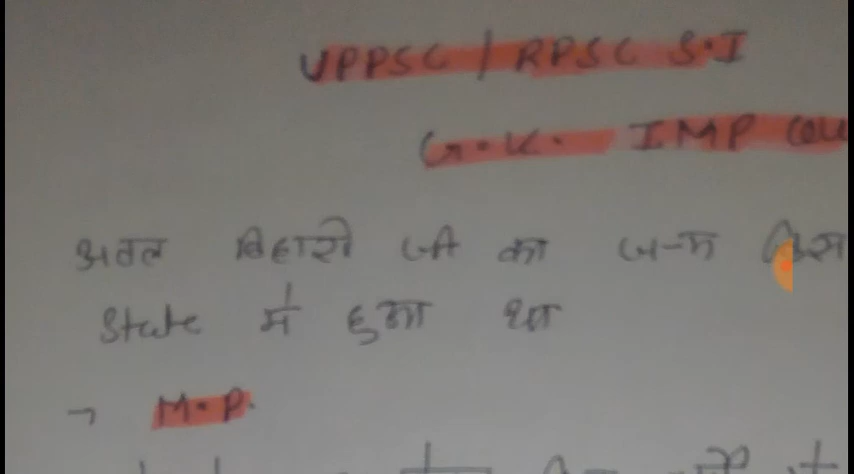 UPPSC / RPSC S.I
G.K. IMP
अटल बिहारी जी का जन्म किस
State में हुआ था
→ M.P.